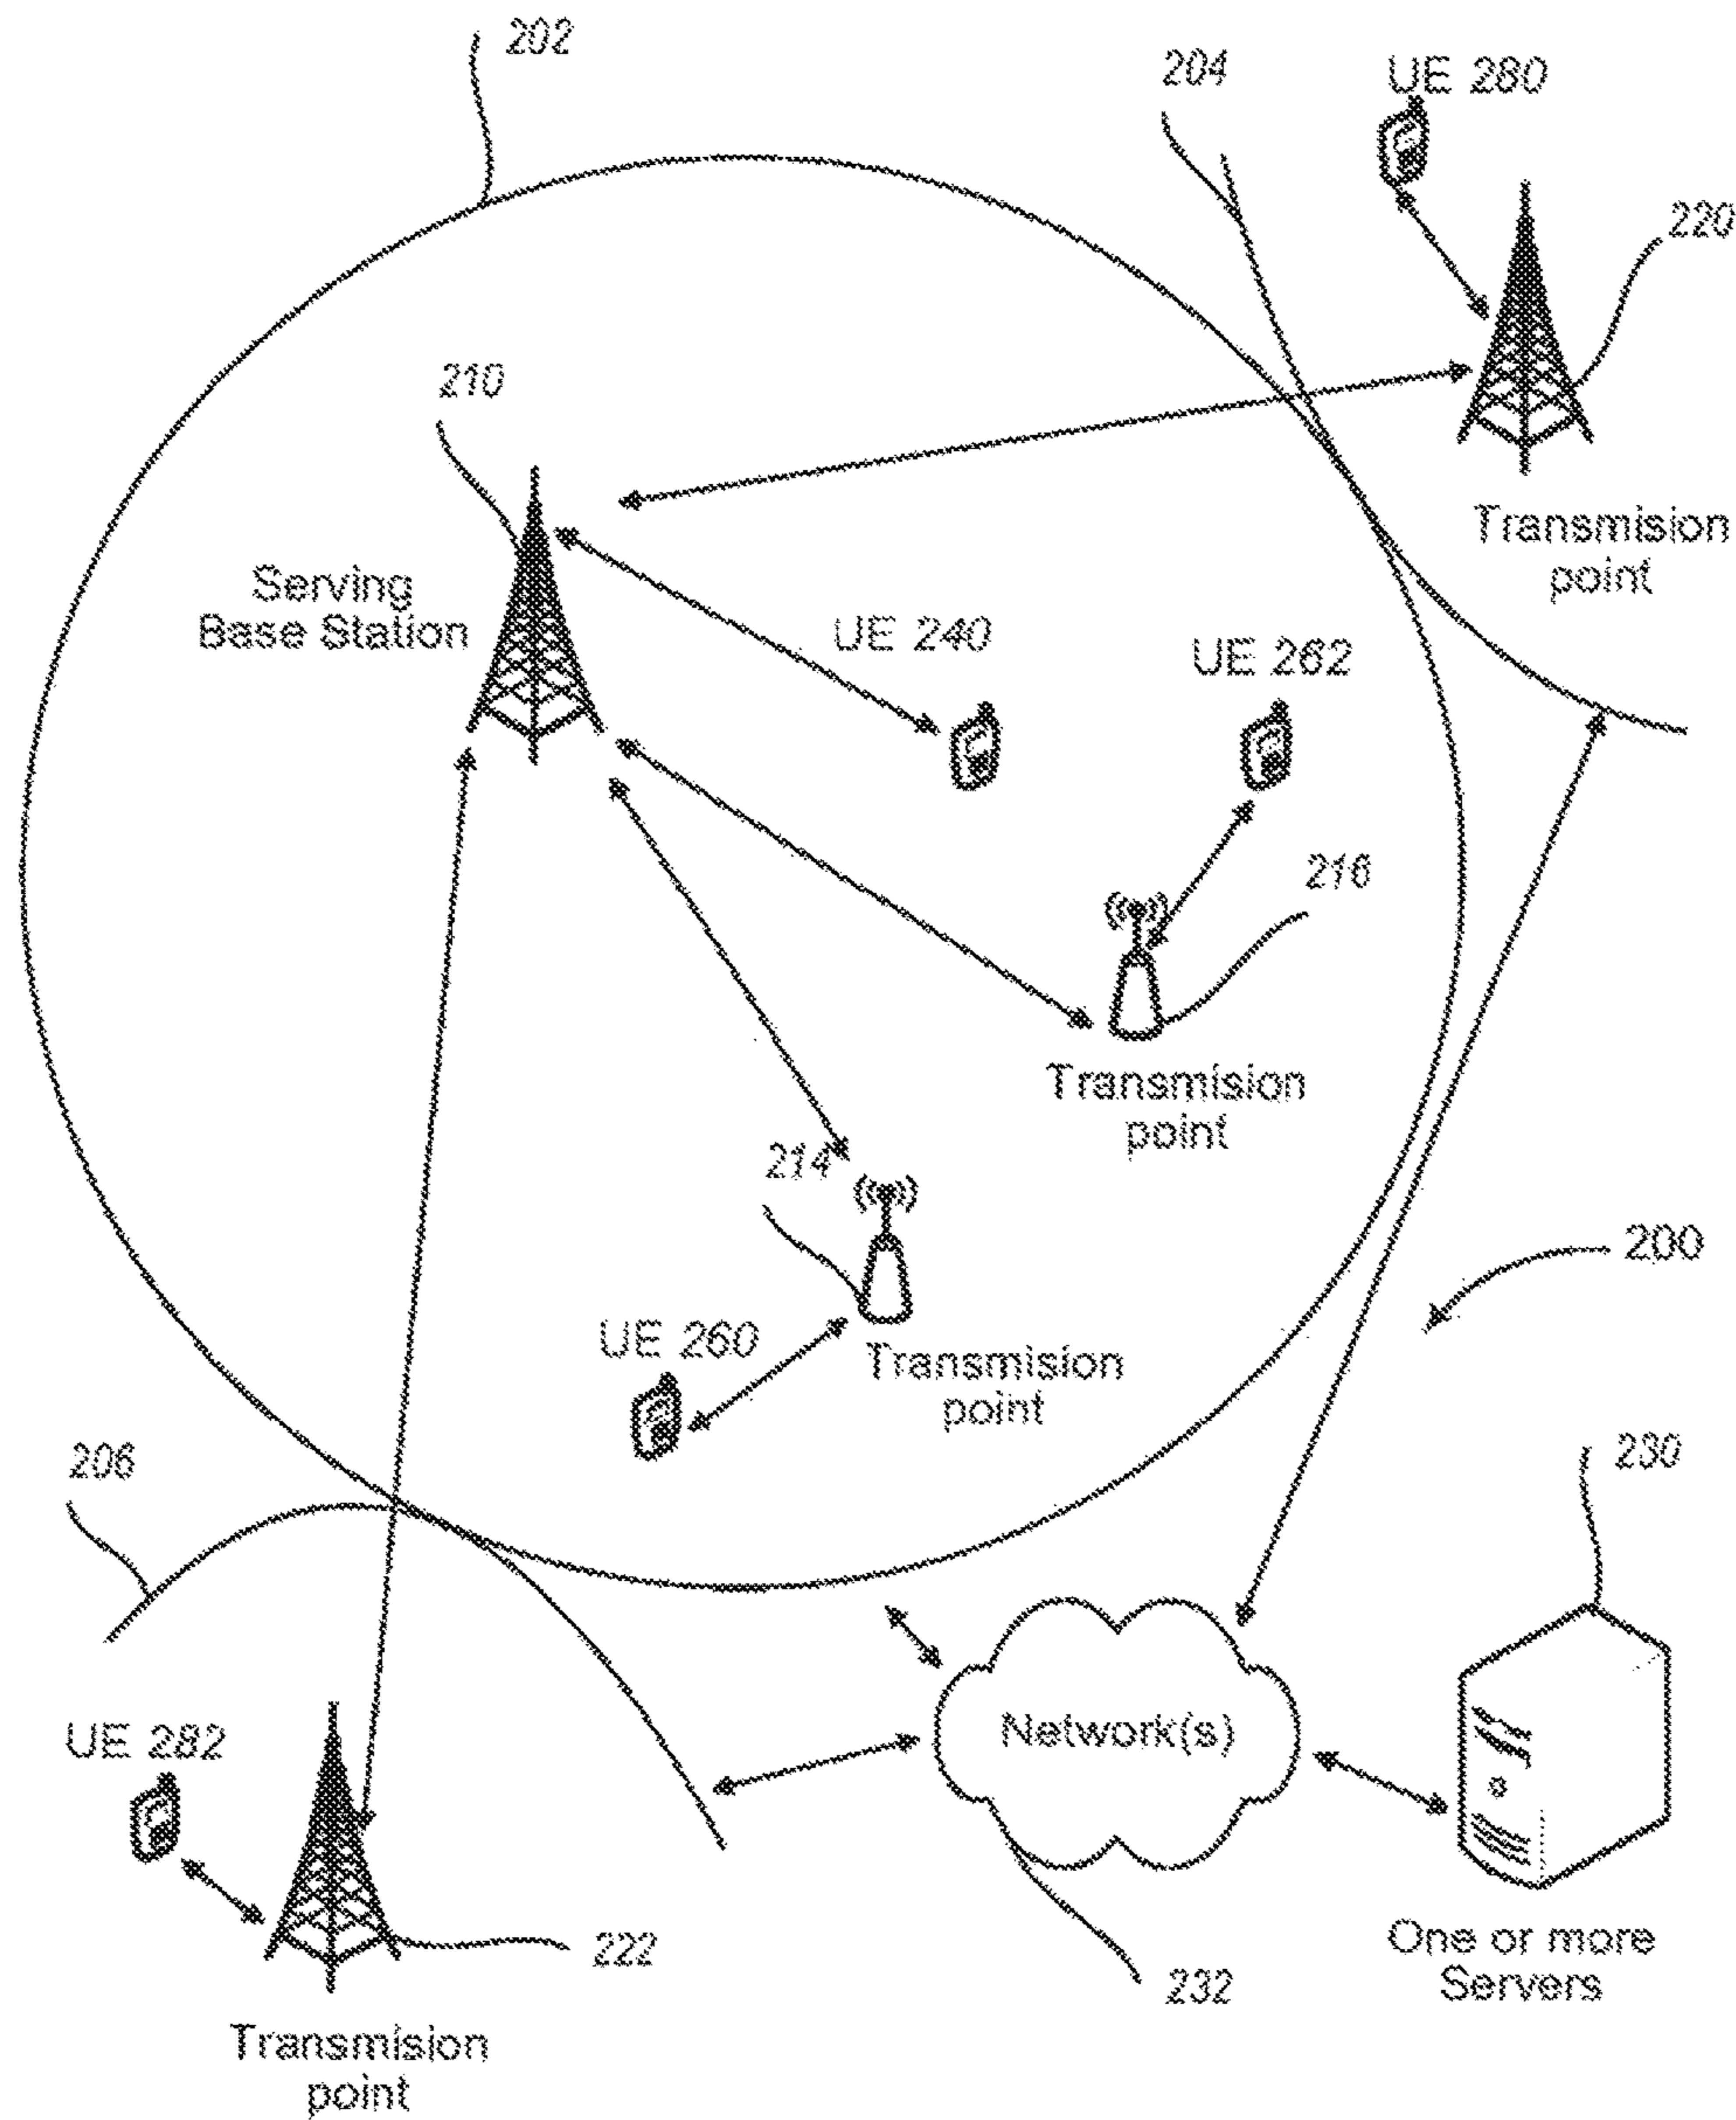 202
204
UE 280
220
210
Transmision
point
Serving
Base Station
UE 240
UE 262
216
Transmision
point
214
200
UE 260
Transmision
point
206
230
Network(s)
UE 282
One or more
Servers
222
232
Transmision
point